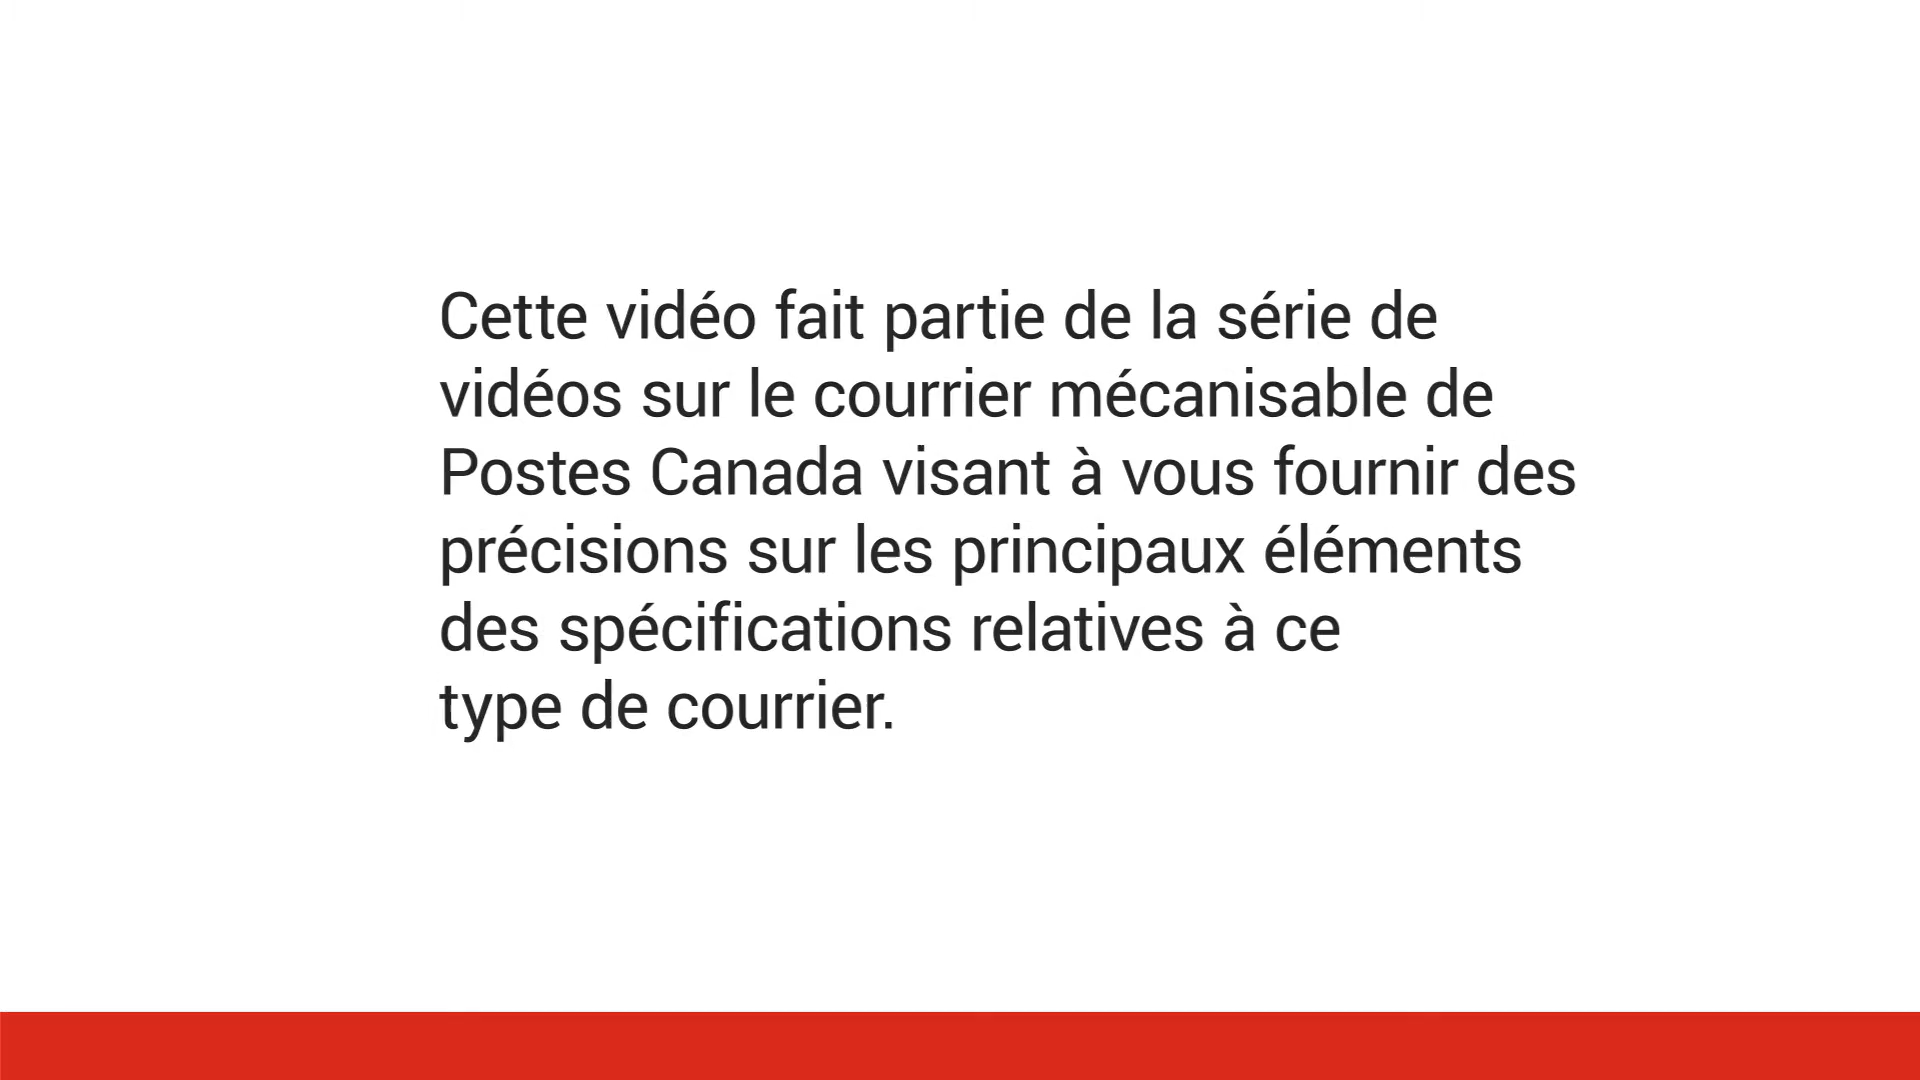 Cette vidéo fait partie de la série de
vidéos sur le courrier mécanisable de
Postes Canada visant à vous fournir des
précisions sur les principaux éléments
des spécifications relatives à ce
type de courrier.